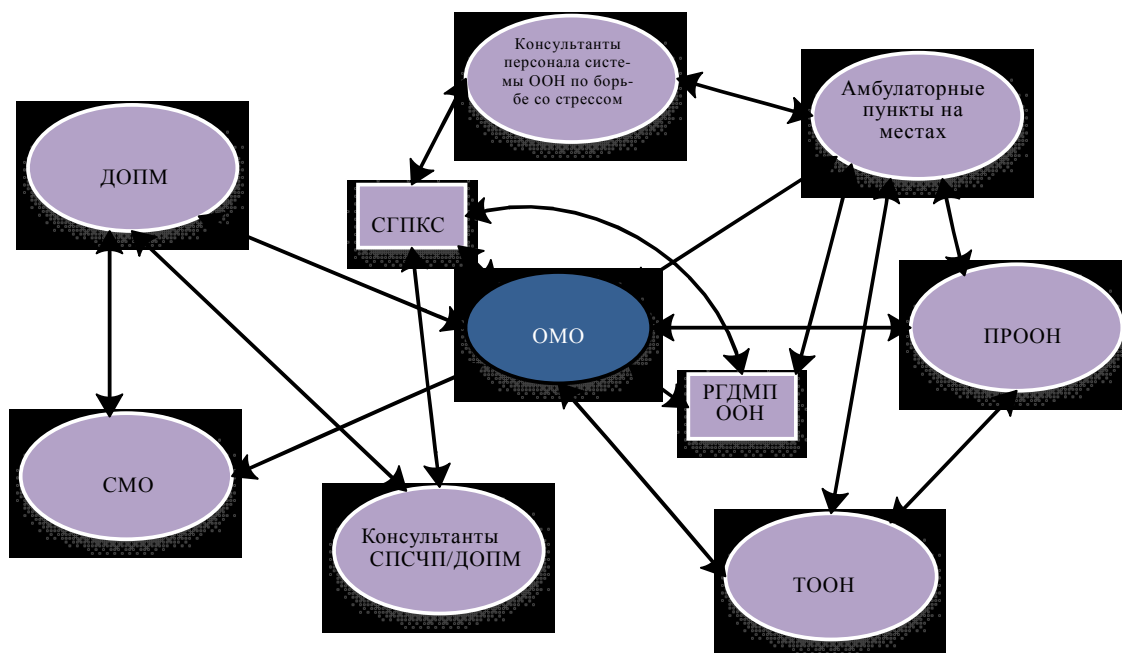 Консультанты
персонала систе-
мы ООН по борь-
бе со стрессом
Амбулаторные
пункты на
местах
ДОПМ
СГПКС
ОМО
ПРООН
РГДМП
ООН
СМО
Консультанты
СПСЧП/ДОПМ
ТООН